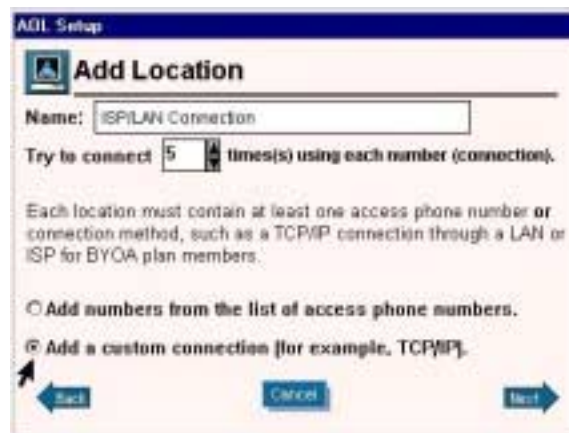 AOL Setup
Add Location
Name: ISP/LAN Connection
Try to connect 5 times(s) using each number (connection).
Each location must contain at least one access phone number or
connection method, such as a TCP/IP connection through a LAN or
ISP for BYOA plan members.
Add numbers from the list of access phone numbers.
Add a custom connection (for example, TCP/IP).
Back Cancel Next